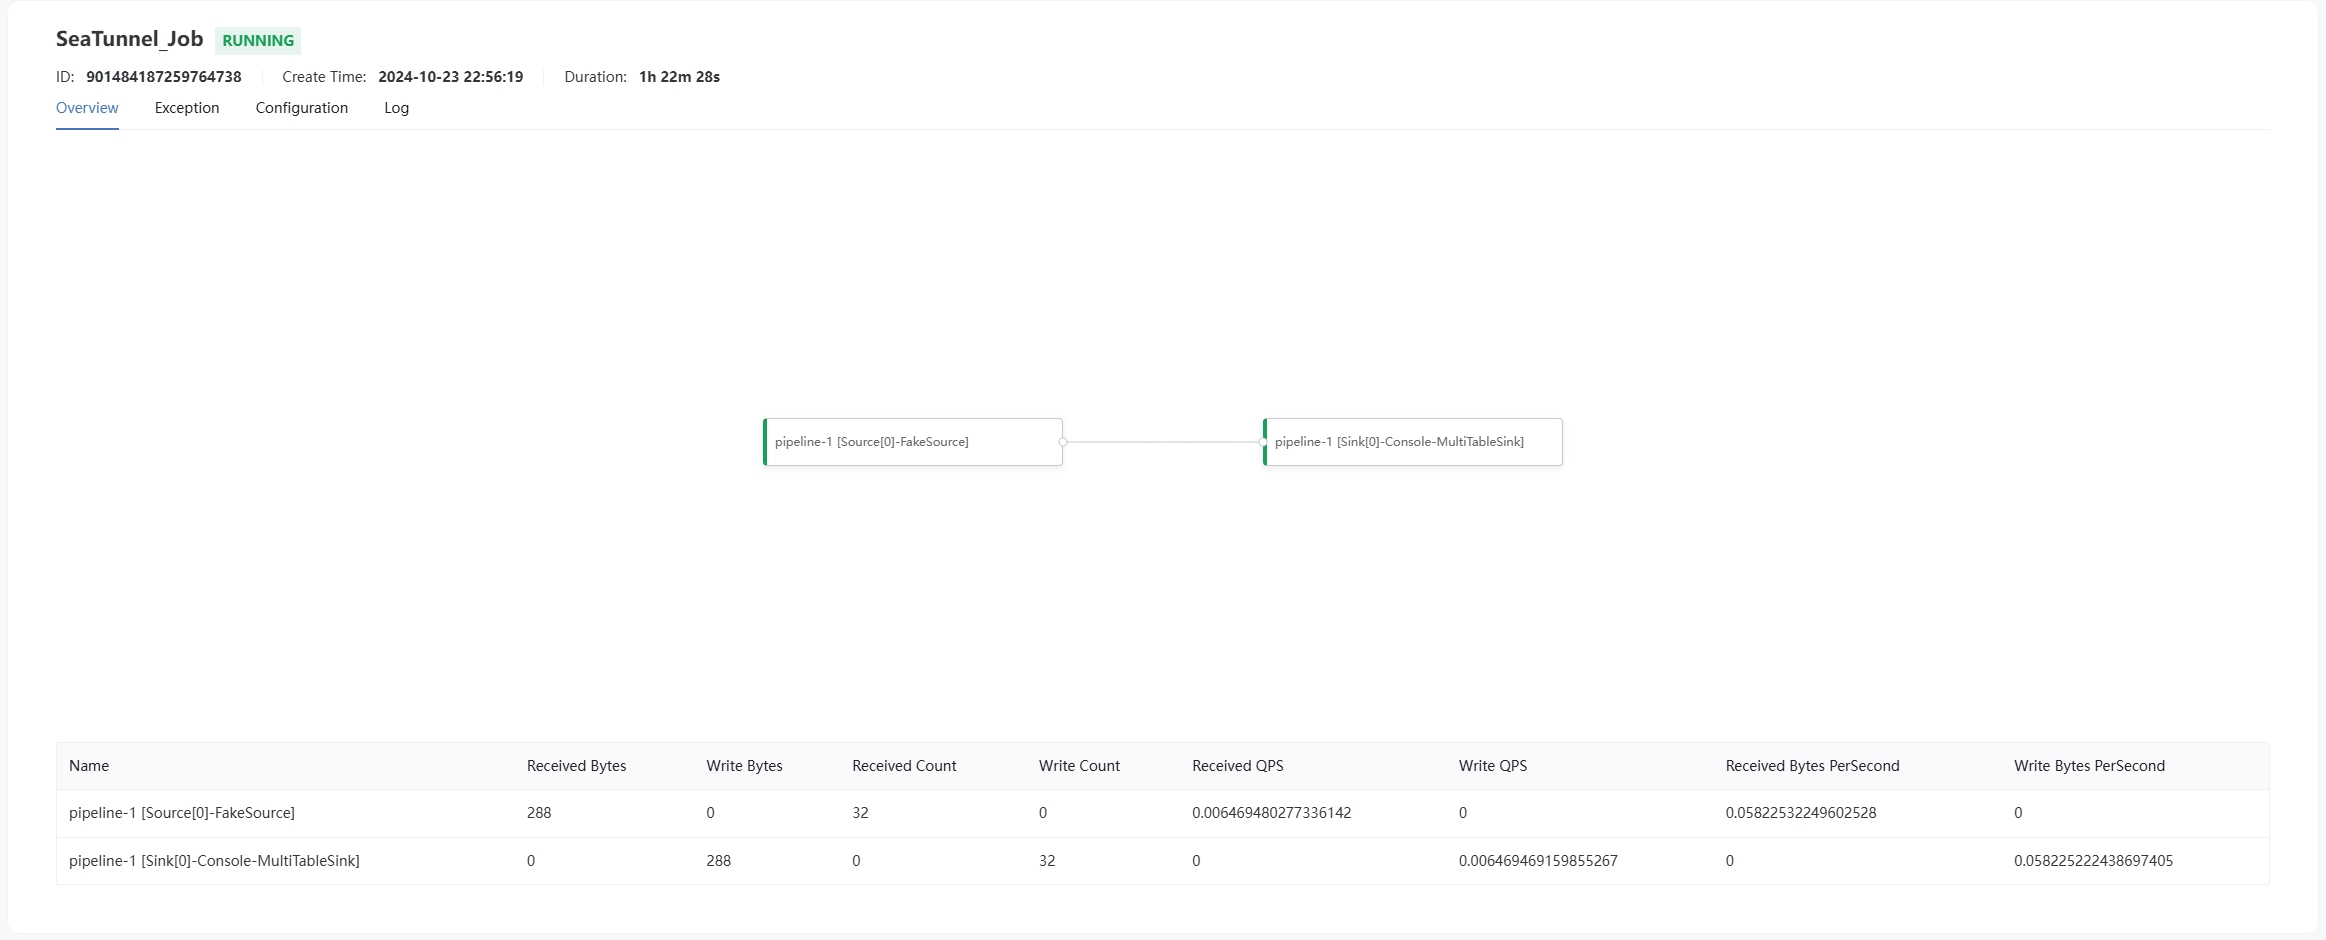 SeaTunnel_Job RUNNING
ID: 901484187259764738 Create Time: 2024-10-23 22:56:19 Duration: 1h 22m 28s
Overview Exception Configuration Log
pipeline-1 [Source[0]-FakeSource] pipeline-1 [Sink[0]-Console-MultiTableSink]
Name Received Bytes Write Bytes Received Count Write Count Received QPS Write QPS Received Bytes PerSecond Write Bytes PerSecond
pipeline-1 [Source[0]-FakeSource] 288 0 32 0 0.006469480277336142 0 0.05822532249602528 0
pipeline-1 [Sink[0]-Console-MultiTableSink] 0 288 0 32 0 0.006469469159855267 0 0.058225222438697405